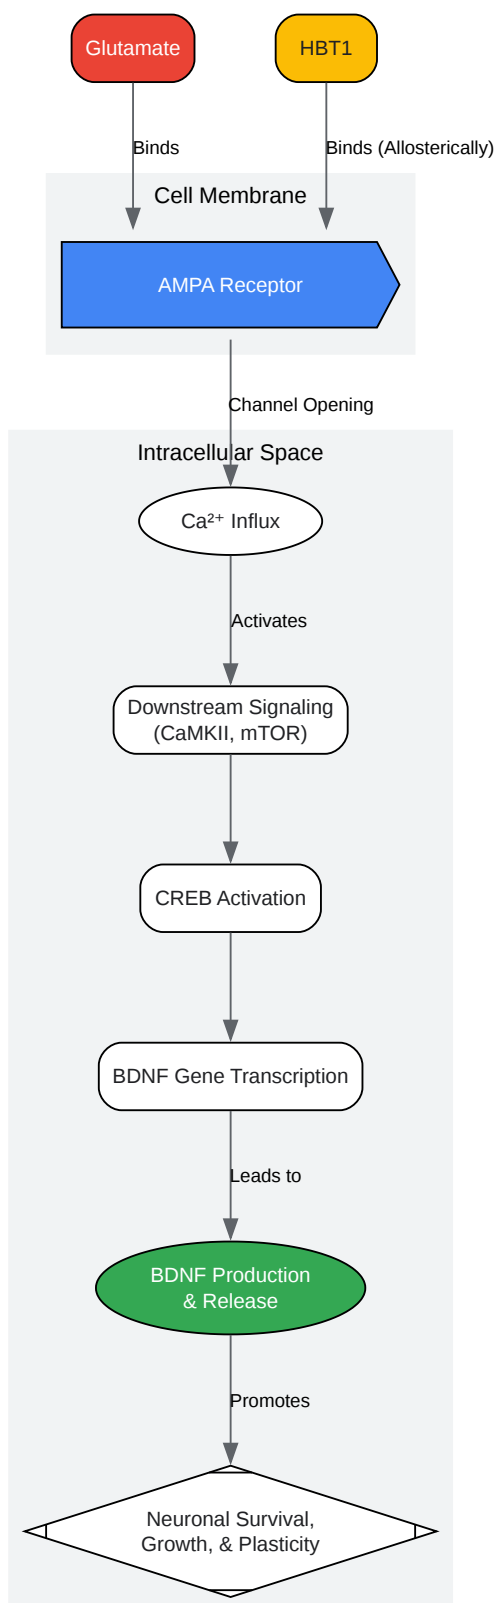 Glutamate
HBT1
Binds
Binds (Allosterically)
Cell Membrane
AMPA Receptor
Channel Opening
Intracellular Space
Ca²⁺ Influx
Activates
Downstream Signaling
(CaMKII, mTOR)
CREB Activation
BDNF Gene Transcription
Leads to
BDNF Production
& Release
Promotes
Neuronal Survival,
Growth, & Plasticity